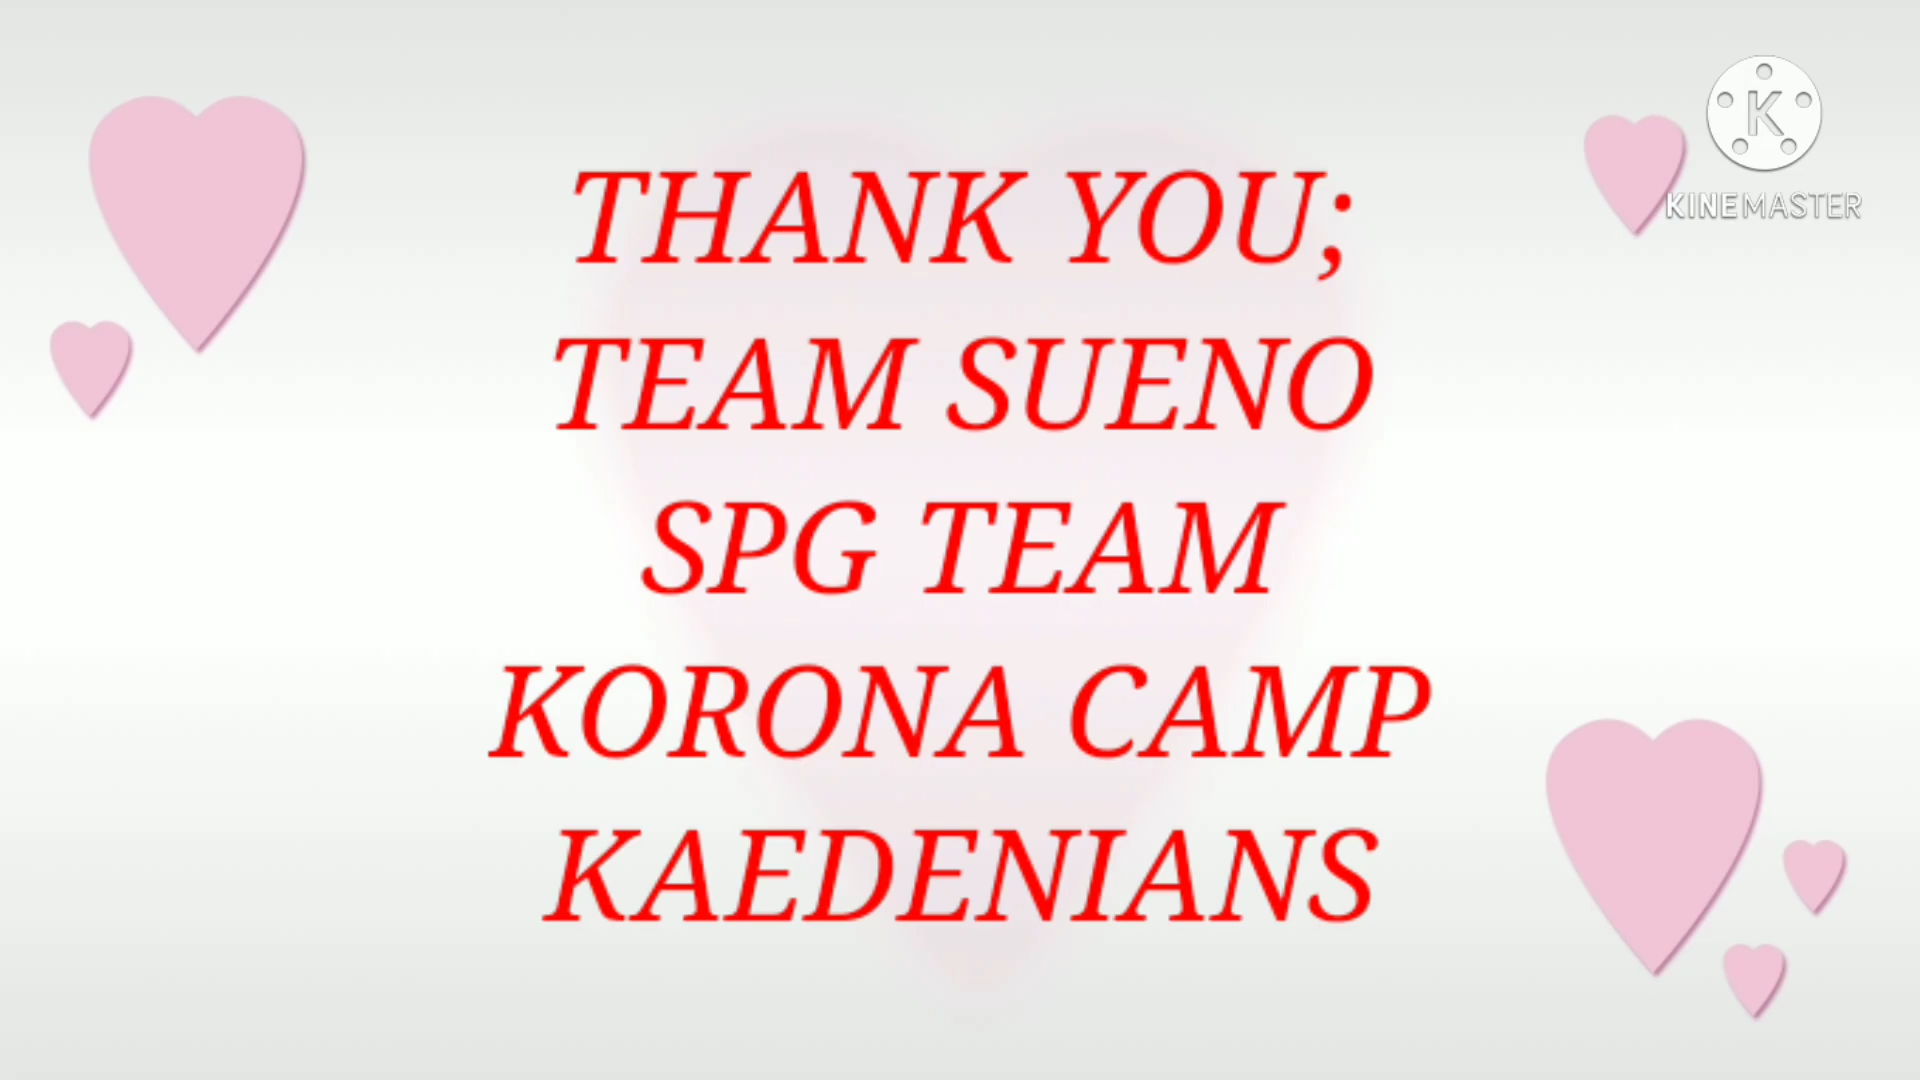 THANK YOU;
TEAM SUENO
SPG TEAM
KORONA CAMP
KAEDENIANS
K
KINEMASTER